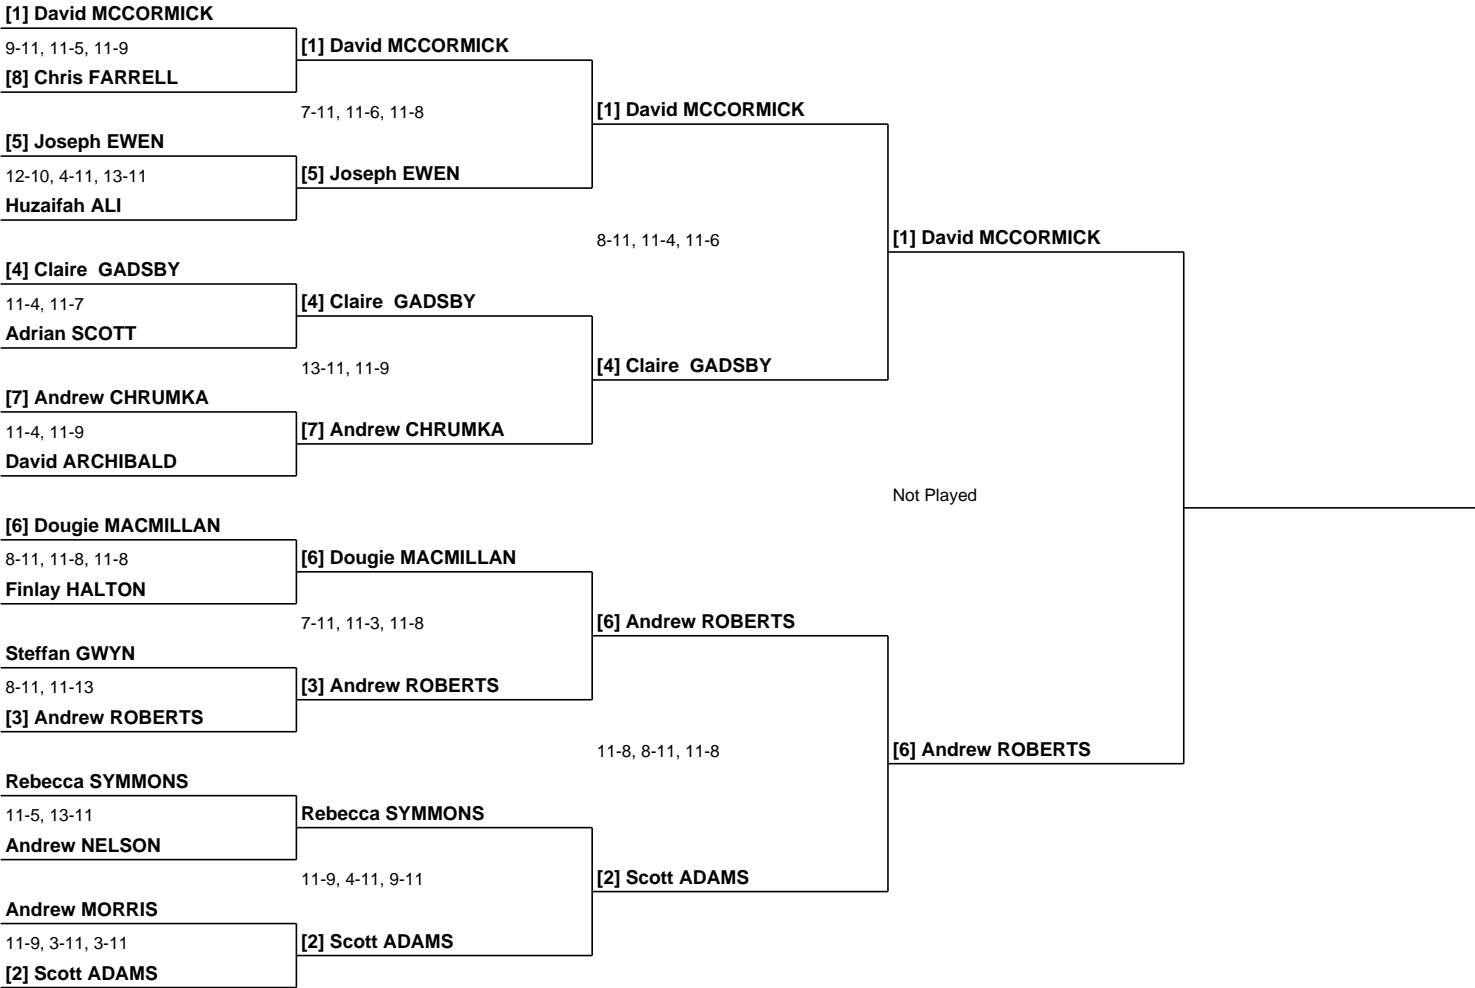 [1] David MCCORMICK
9-11, 11-5, 11-9
[8] Chris FARRELL
[5] Joseph EWEN
12-10, 4-11, 13-11
Huzaifah ALI
[4] Claire  GADSBY
11-4, 11-7
Adrian SCOTT
[7] Andrew CHRUMKA
11-4, 11-9
David ARCHIBALD
[6] Dougie MACMILLAN
8-11, 11-8, 11-8
Finlay HALTON
Steffan GWYN
8-11, 11-13
[3] Andrew ROBERTS
Rebecca SYMMONS
11-5, 13-11
Andrew NELSON
Andrew MORRIS
11-9, 3-11, 3-11
[2] Scott ADAMS
[1] David MCCORMICK
7-11, 11-6, 11-8
[5] Joseph EWEN
[4] Claire  GADSBY
13-11, 11-9
[7] Andrew CHRUMKA
[6] Dougie MACMILLAN
7-11, 11-3, 11-8
[3] Andrew ROBERTS
Rebecca SYMMONS
11-9, 4-11, 9-11
[2] Scott ADAMS
[1] David MCCORMICK
8-11, 11-4, 11-6
[4] Claire  GADSBY
[6] Andrew ROBERTS
11-8, 8-11, 11-8
[2] Scott ADAMS
[1] David MCCORMICK
Not Played
[6] Andrew ROBERTS